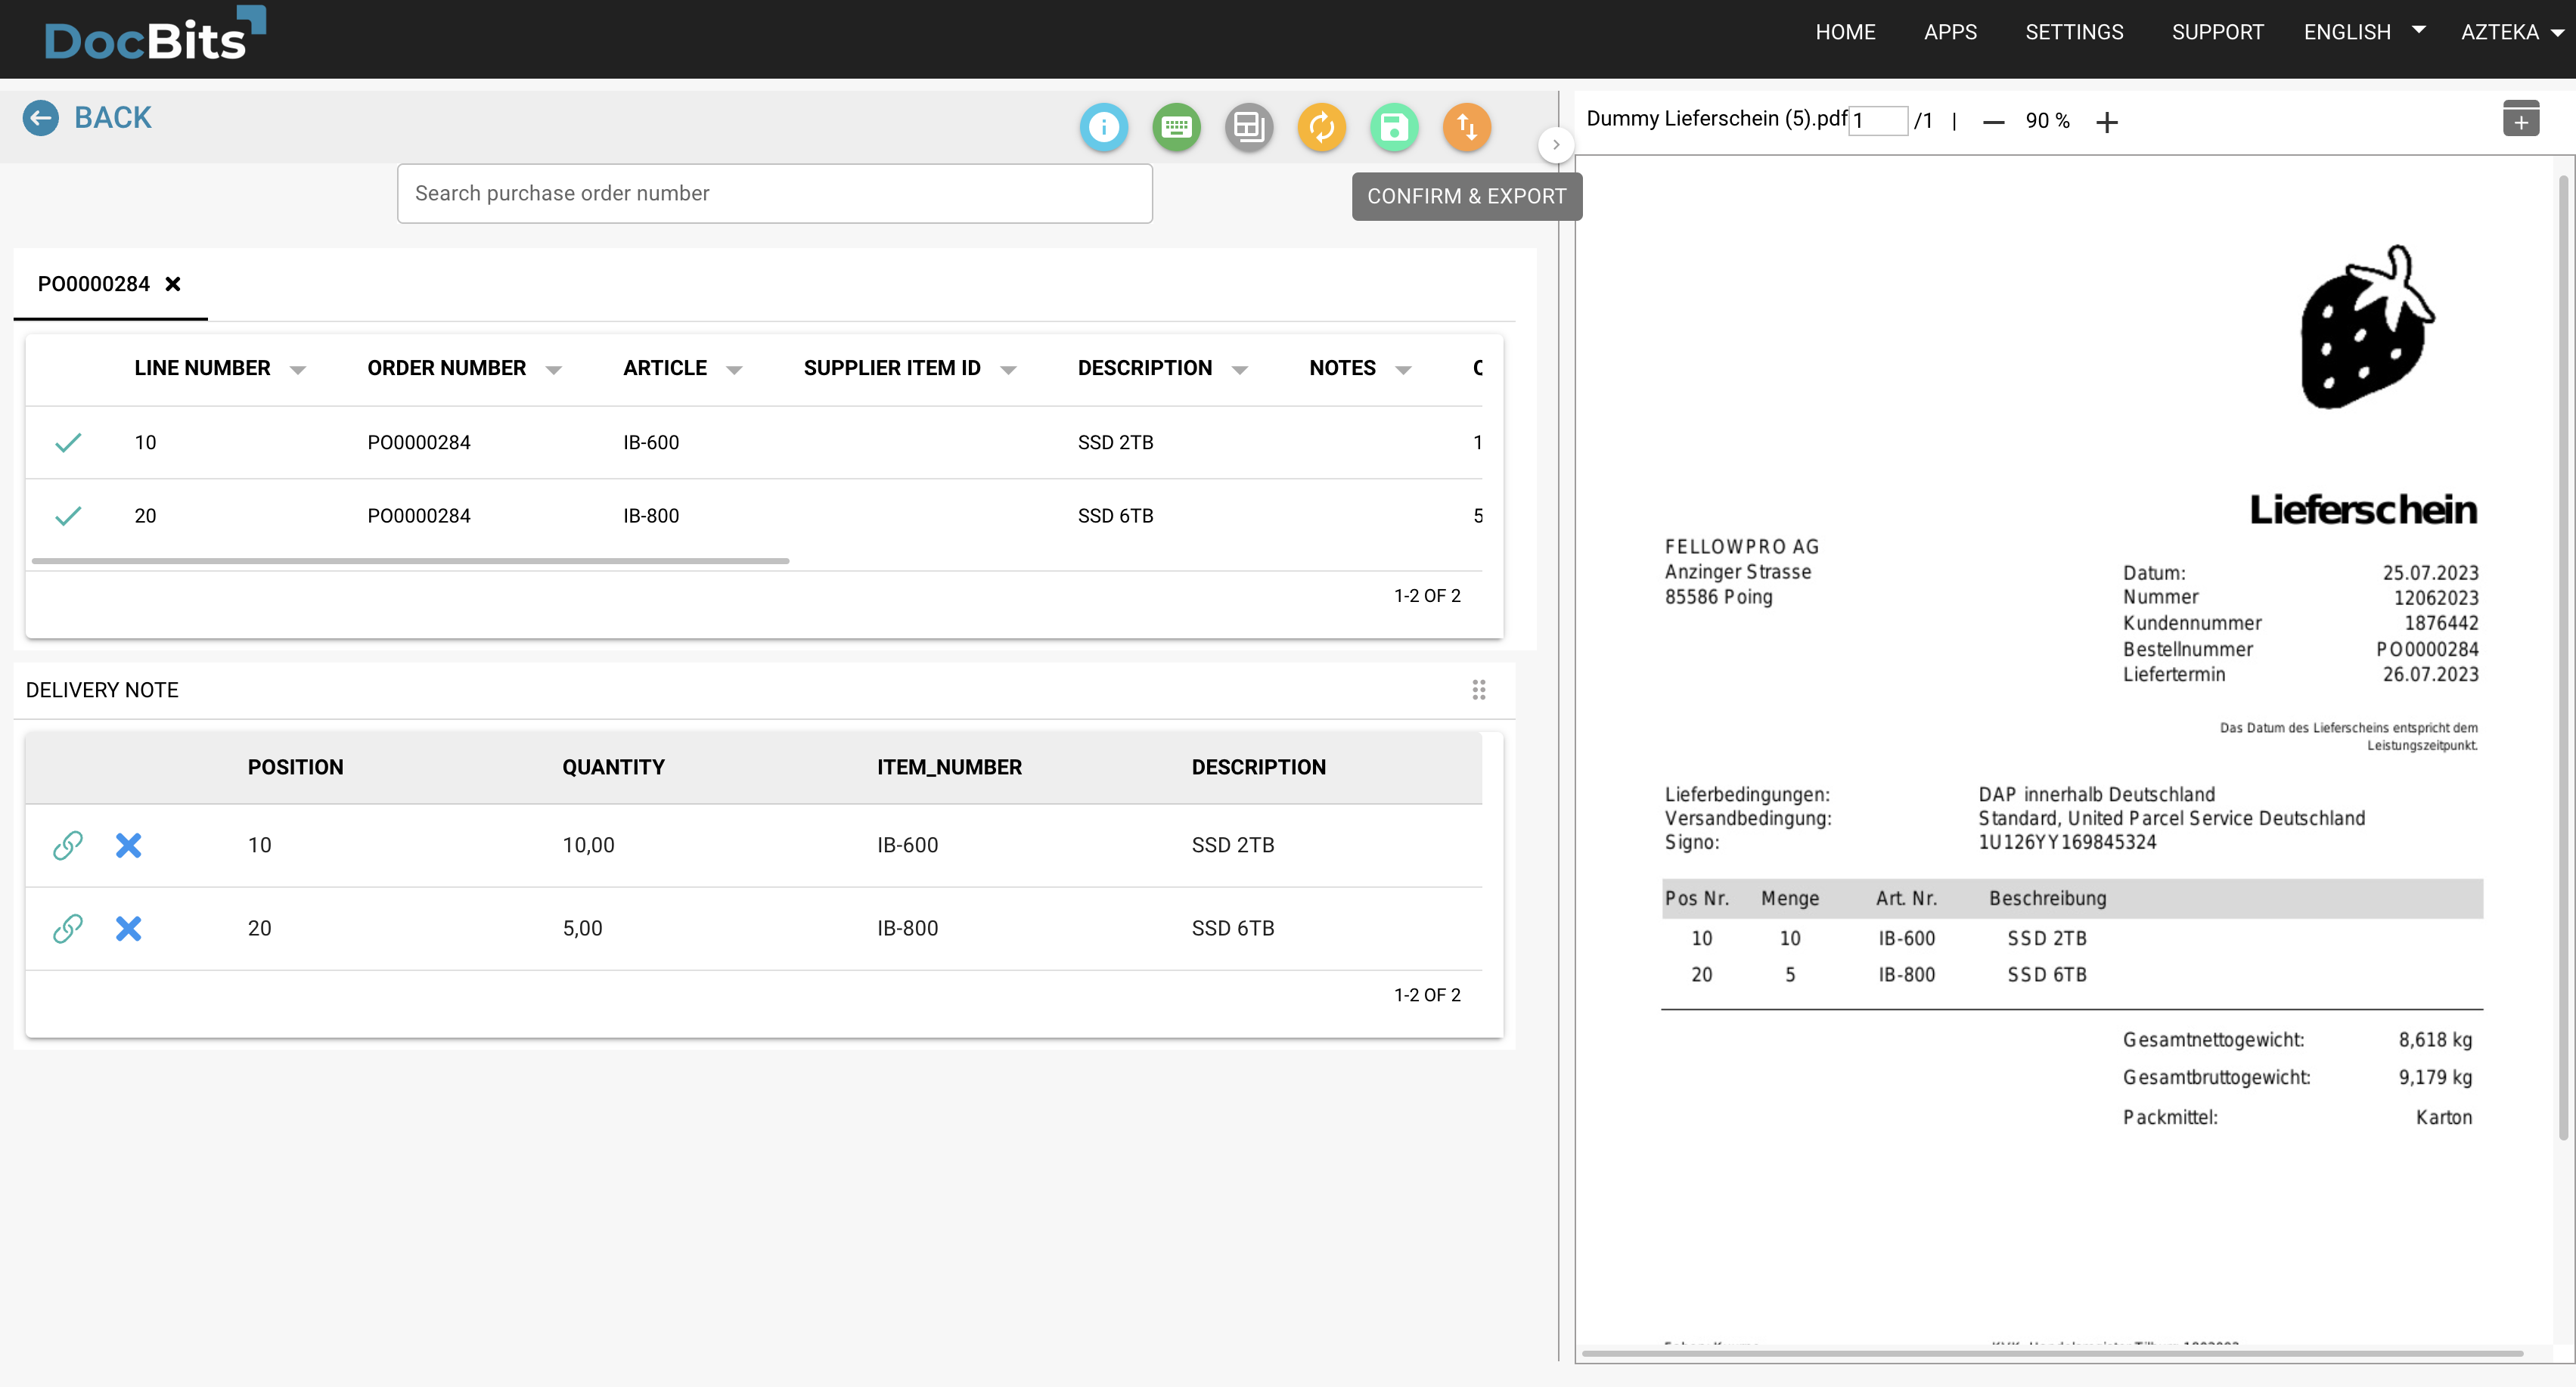 DocBits
HOME APPS SETTINGS SUPPORT ENGLISH AZTEKA
BACK
Search purchase order number
CONFIRM & EXPORT
PO0000284
LINE NUMBER ORDER NUMBER ARTICLE SUPPLIER ITEM ID DESCRIPTION NOTES
10 PO0000284 IB-600 SSD 2TB 1
20 PO0000284 IB-800 SSD 6TB 5
1-2 OF 2
DELIVERY NOTE
POSITION QUANTITY ITEM_NUMBER DESCRIPTION
10 10,00 IB-600 SSD 2TB
20 5,00 IB-800 SSD 6TB
1-2 OF 2
Dummy Lieferschein (5).pdf 1 /1 | — 90 % +
Lieferschein
FELLOWPRO AG
Anzinger Strasse
85586 Poing
Datum: 25.07.2023
Nummer 12062023
Kundennummer 1876442
Bestellnummer PO0000284
Liefertermin 26.07.2023
Das Datum des Lieferscheins entspricht dem
Leistungszeitpunkt.
Lieferbedingungen: DAP innerhalb Deutschland
Versandbedingung: Standard, United Parcel Service Deutschland
Signo: 1U126YY169845324
Pos Nr. Menge Art. Nr. Beschreibung
10 10 IB-600 SSD 2TB
20 5 IB-800 SSD 6TB
Gesamtnettogewicht: 8,618 kg
Gesamtbruttogewicht: 9,179 kg
Packmittel: Karton